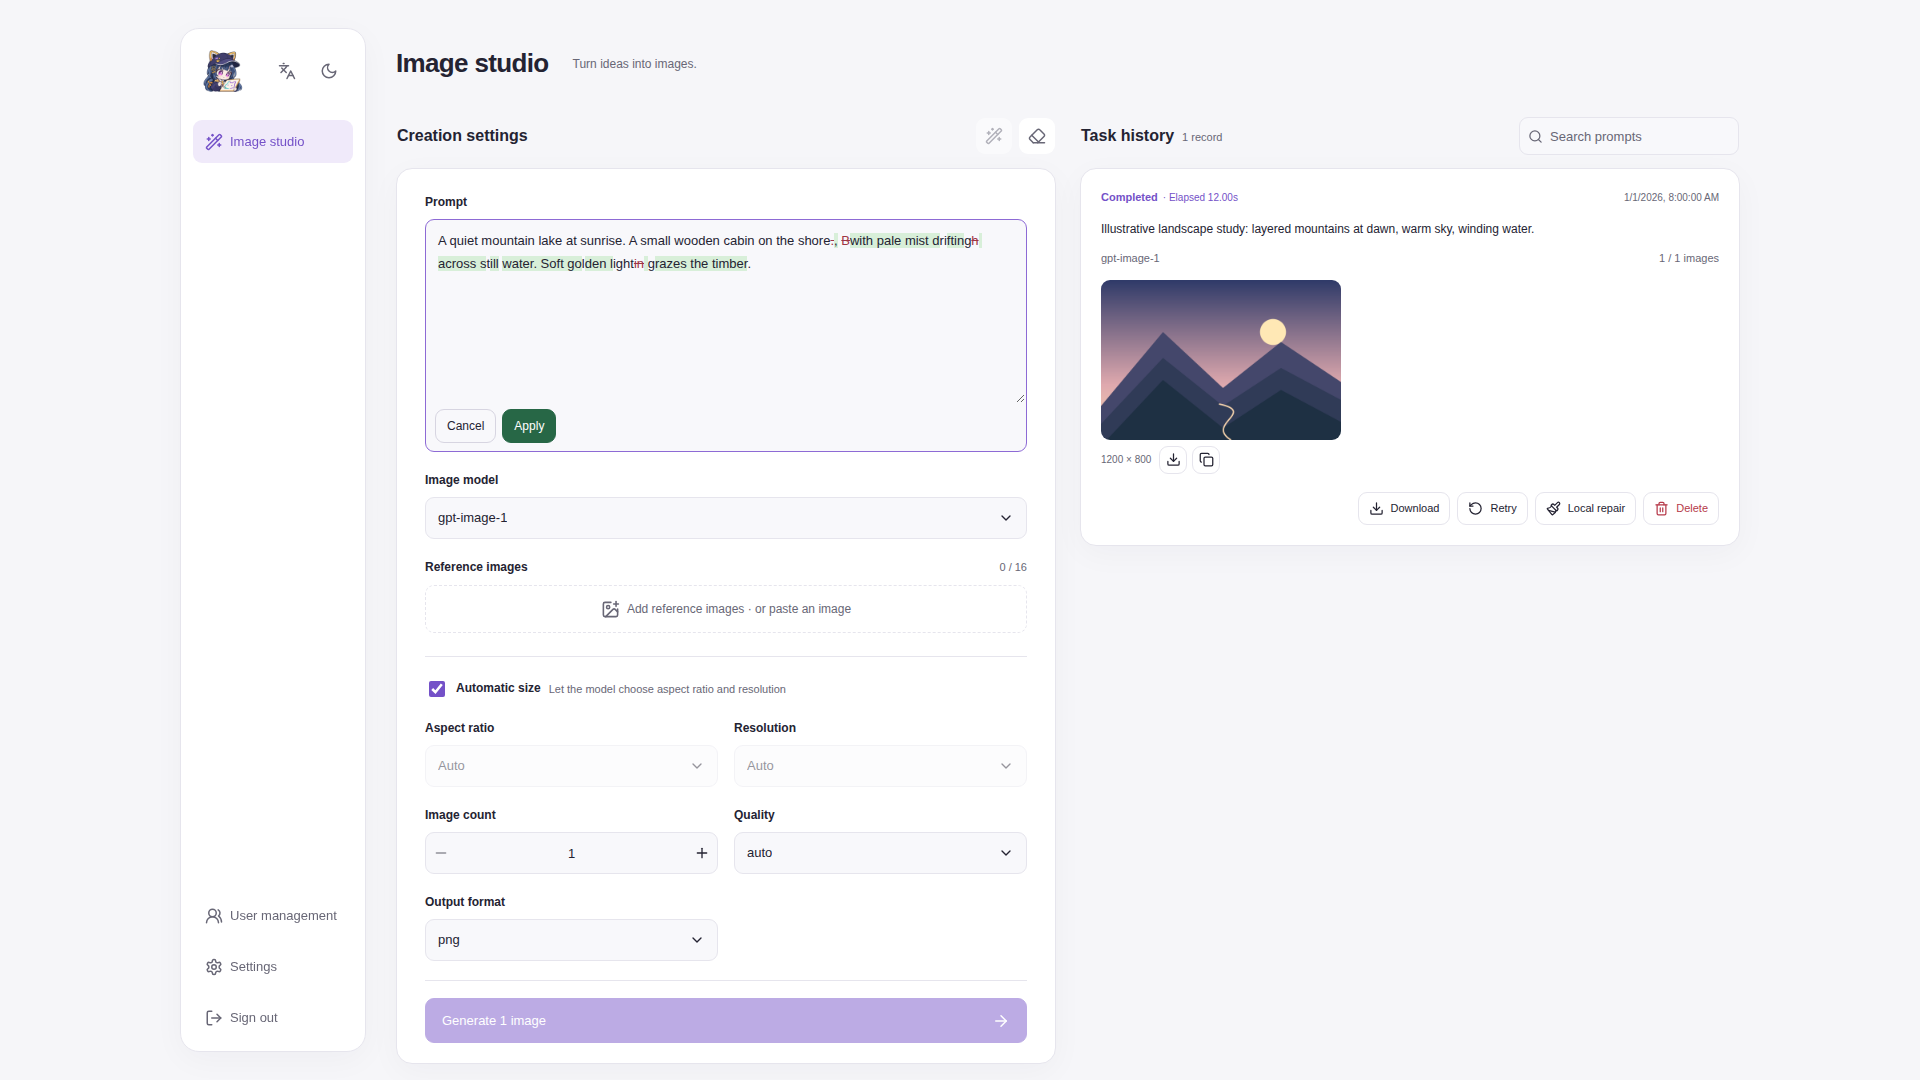 Image studio
Turn ideas into images.
Image studio
Creation settings
Task history
1 record
Search prompts
Prompt
A quiet mountain lake at sunrise. A small wooden cabin on the shore., Bwith pale mist driftingh
across still water. Soft golden lightin grazes the timber.
Cancel
Apply
Image model
gpt-image-1
Reference images
0 / 16
Add reference images · or paste an image
Automatic size
Let the model choose aspect ratio and resolution
Aspect ratio
Resolution
Auto
Auto
Image count
Quality
1
auto
Output format
png
Generate 1 image
Completed · Elapsed 12.00s
1/1/2026, 8:00:00 AM
Illustrative landscape study: layered mountains at dawn, warm sky, winding water.
gpt-image-1
1 / 1 images
1200 × 800
Download
Retry
Local repair
Delete
User management
Settings
Sign out